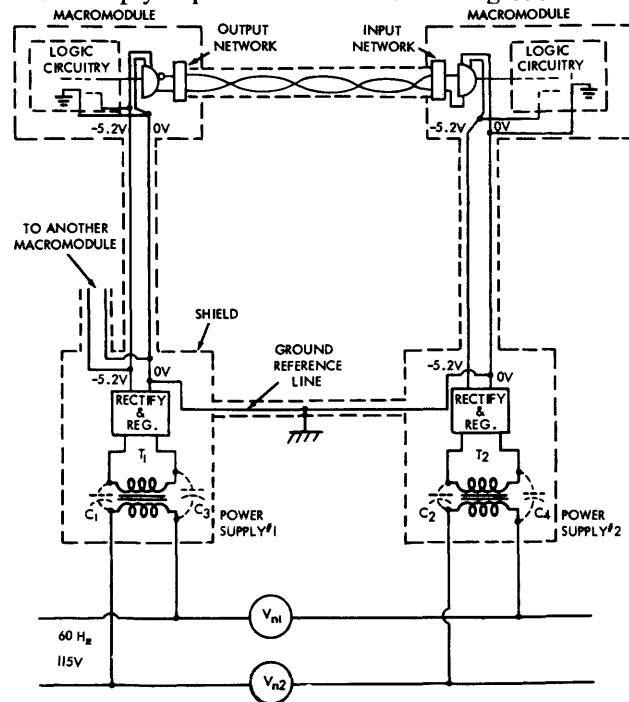 MACROMODULE
OUTPUT
NETWORK
INPUT
NETWORK
MACROMODULE
LOGIC
CIRCUITRY
LOGIC
CIRCUITRY
-5.2V
0V
-5.2V
0V
TO ANOTHER
MACROMODULE
SHIELD
GROUND
REFERENCE
LINE
-5.2V
0V
-5.2V
0V
RECTIFY
&
REG.
RECTIFY
&
REG.
T1
T2
C1
C3
C2
C4
POWER
SUPPLY#1
POWER
SUPPLY#2
Vn1
60 Hz
115V
Vn2